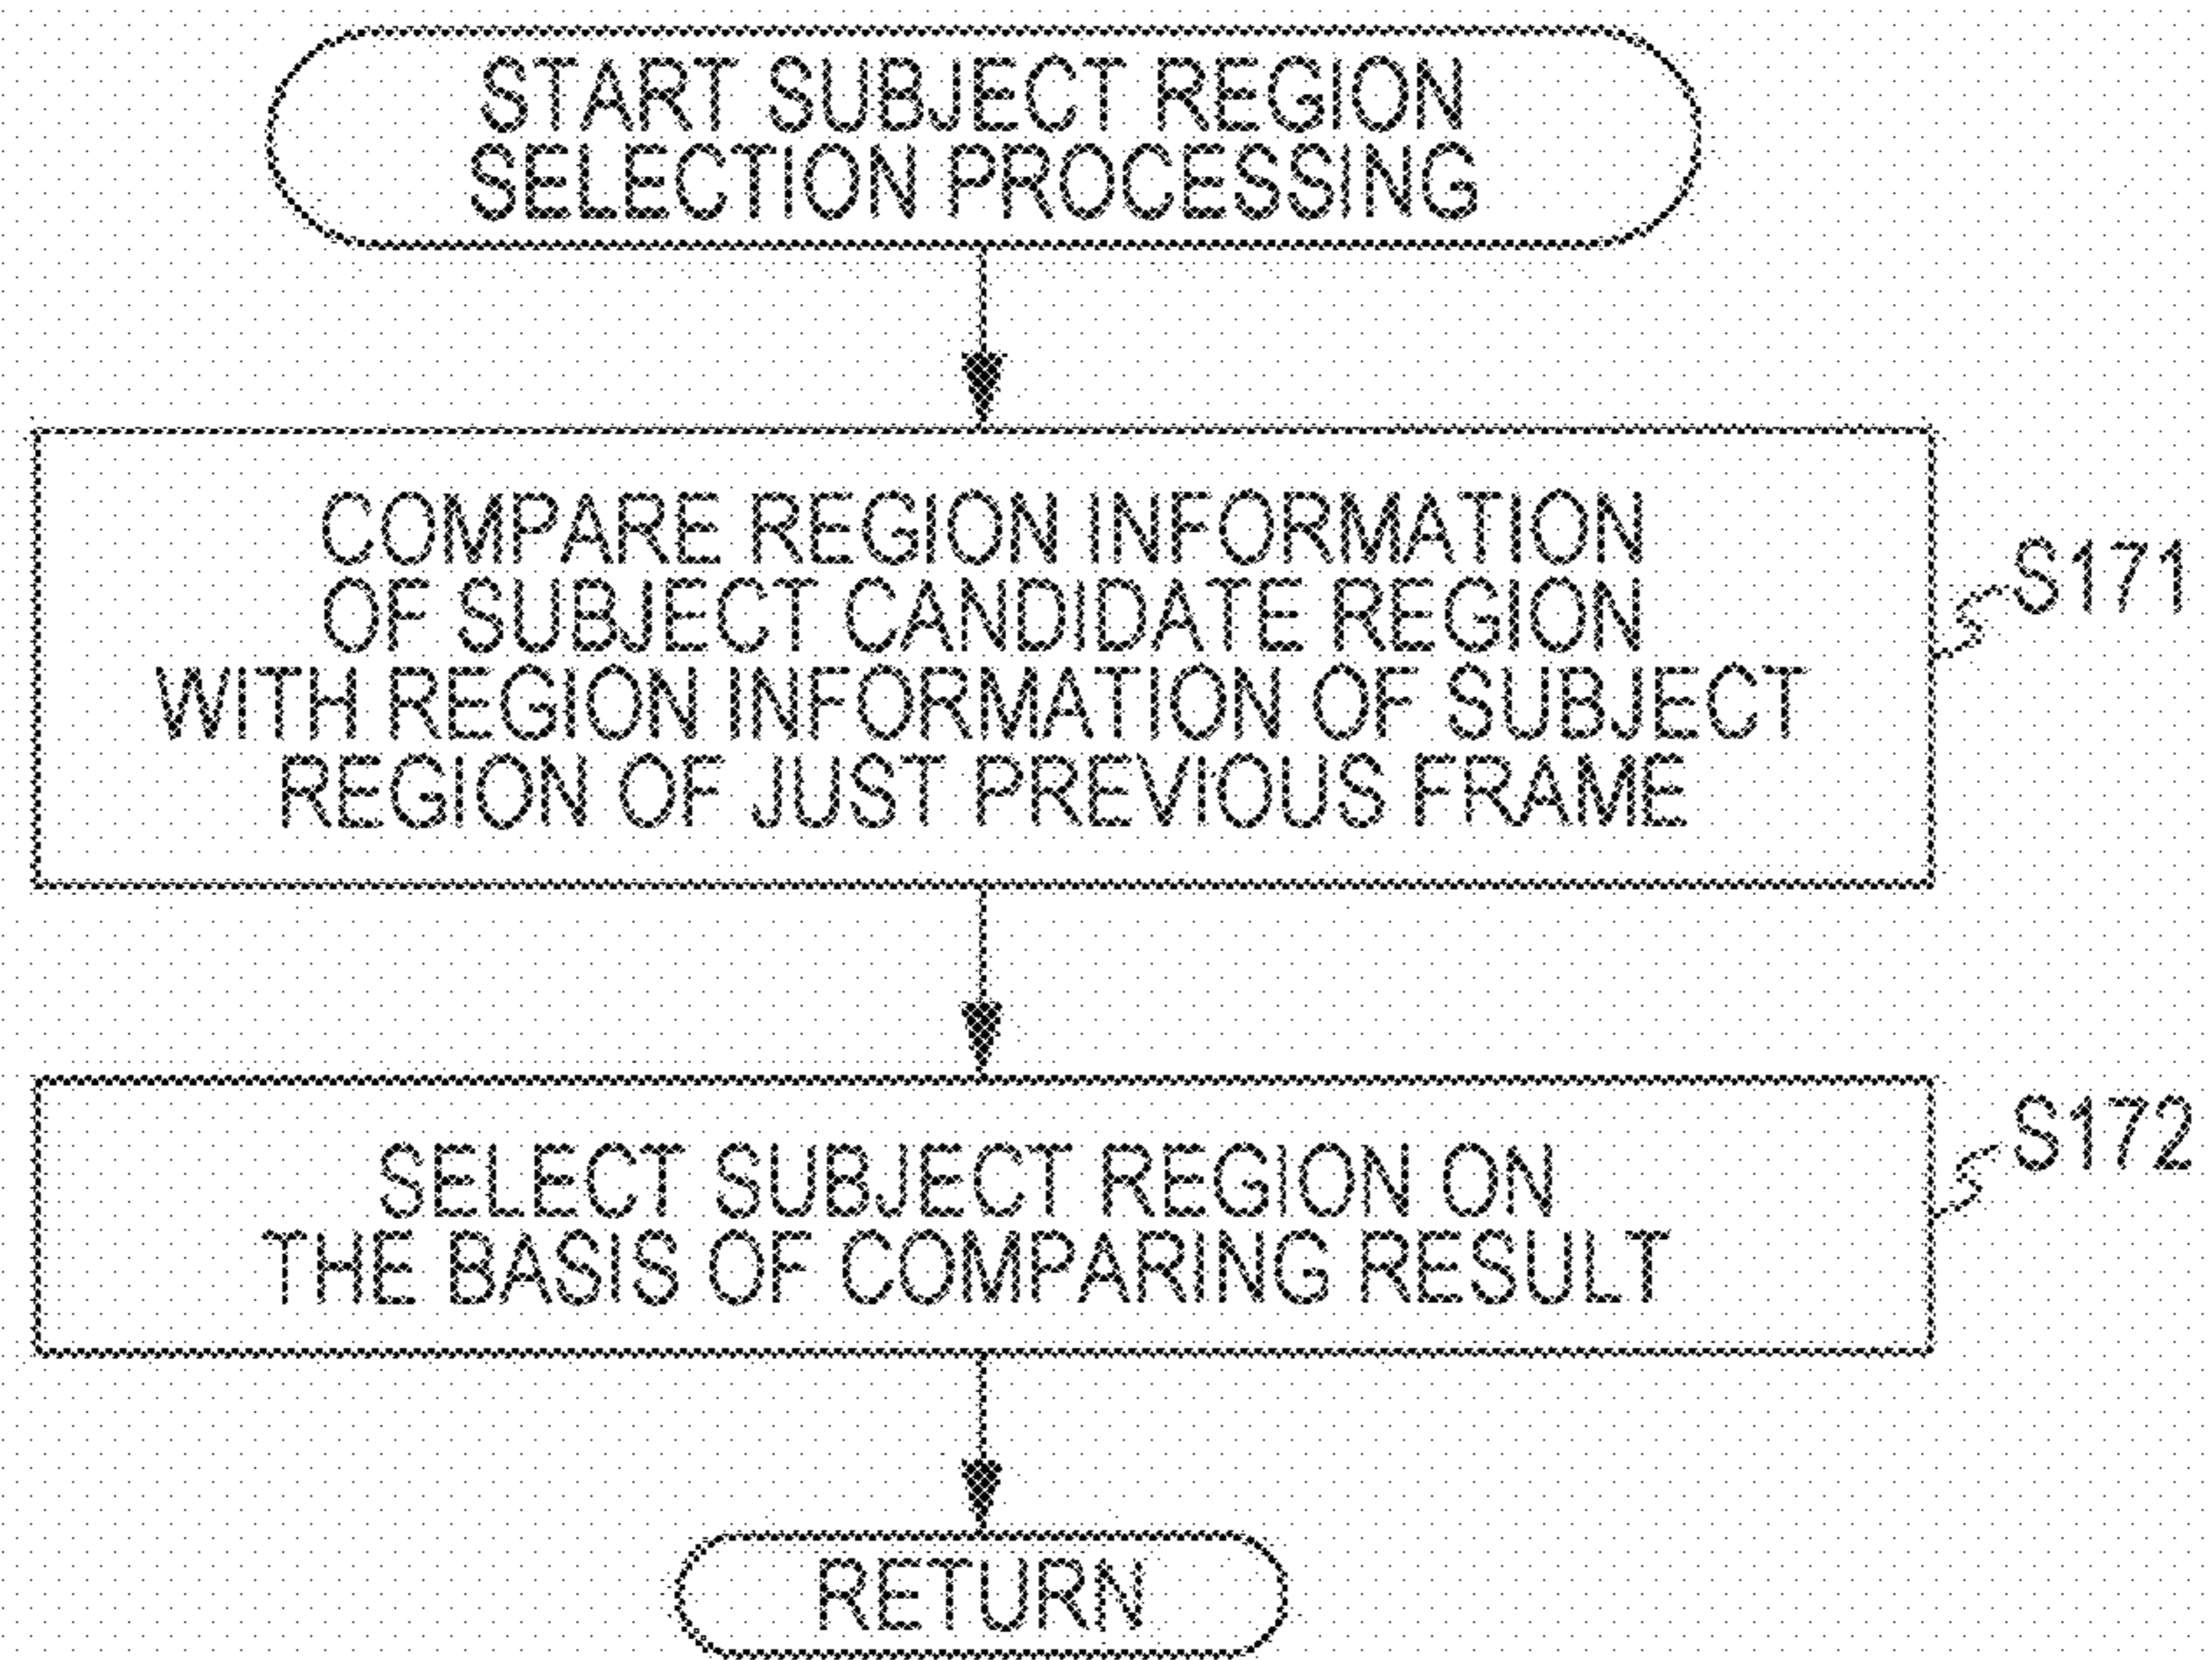 START SUBJECT REGION
SELECTION PROCESSING
COMPARE REGION INFORMATION
OF SUBJECT CANDIDATE REGION
WITH REGION INFORMATION OF SUBJECT
REGION OF JUST PREVIOUS FRAME
S171
SELECT SUBJECT REGION ON
THE BASIS OF COMPARING RESULT
S172
RETURN